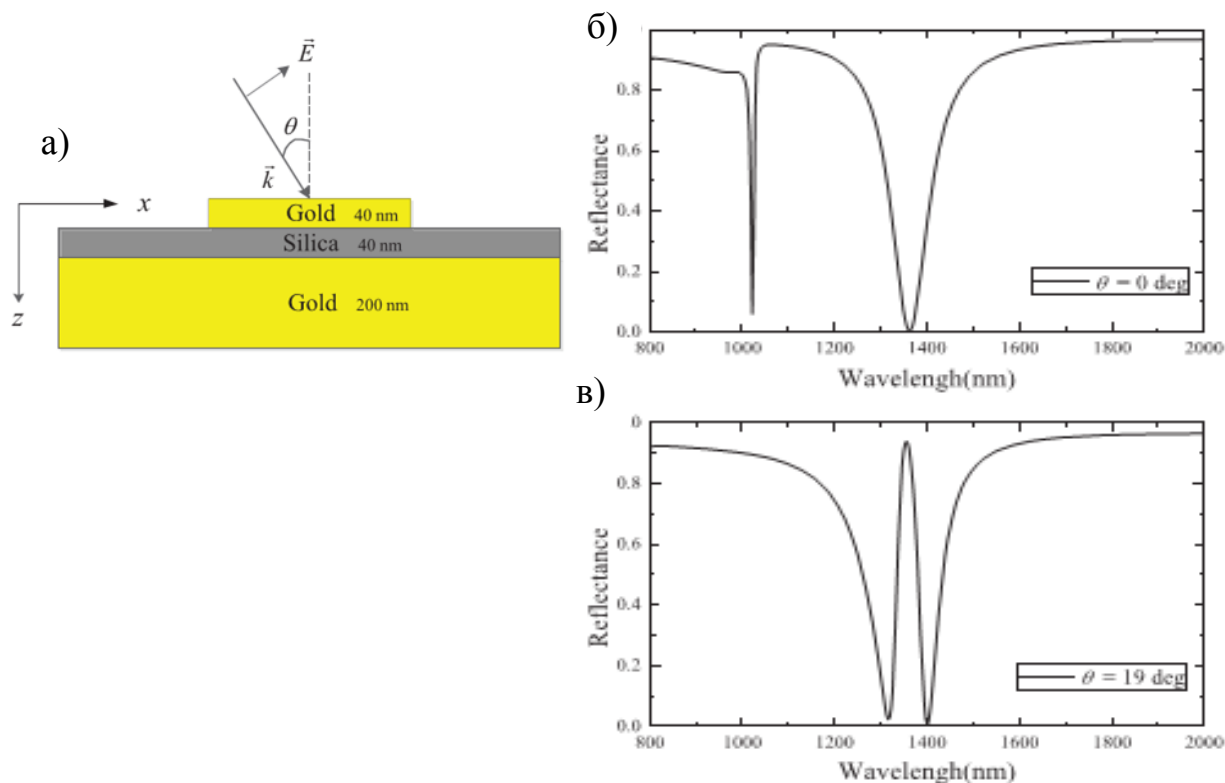 а)
E
θ
k
x
z
Gold 40 nm
Silica 40 nm
Gold 200 nm
б)
0.8
0.6
0.4
0.2
0.0
Reflectance
θ = 0 deg
800 1000 1200 1400 1600 1800 2000
Wavelengh(nm)
в)
0
0.8
0.6
0.4
0.2
0.0
Reflectance
θ = 19 deg
800 1000 1200 1400 1600 1800 2000
Wavelengh(nm)